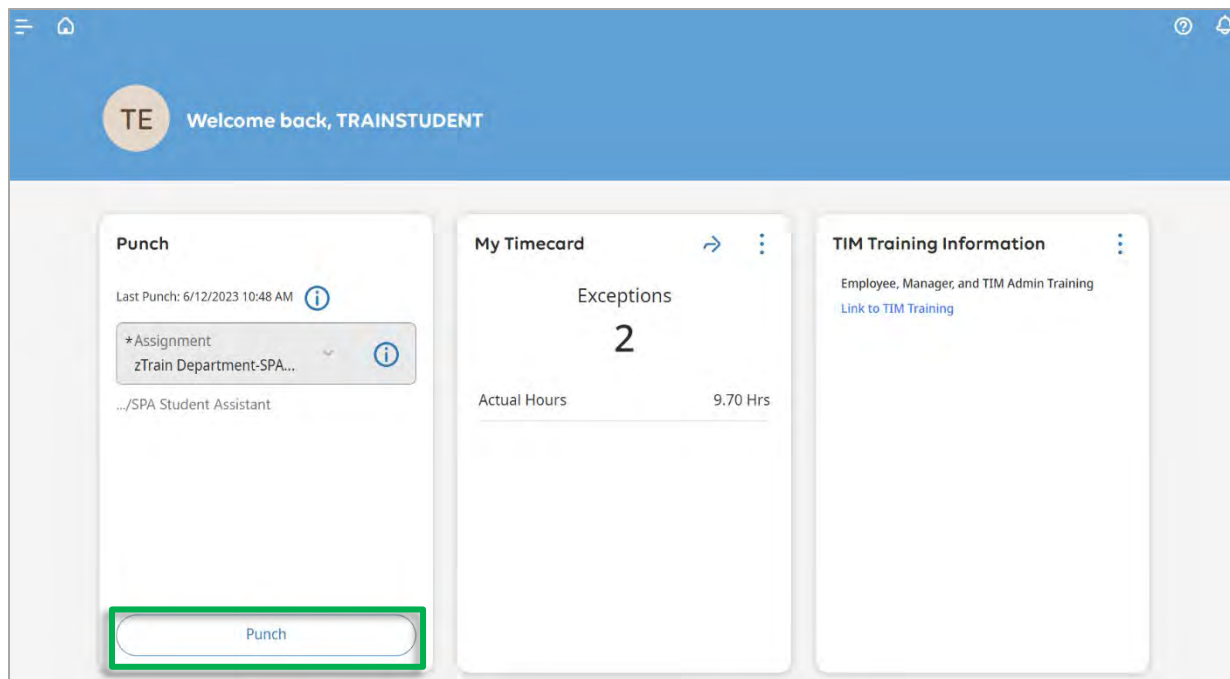 TE
Welcome back, TRAINSTUDENT
Punch
Last Punch: 6/12/2023 10:48 AM
*Assignment
zTrain Department-SPA...
.../SPA Student Assistant
Punch
My Timecard
Exceptions
2
Actual Hours 9.70 Hrs
TIM Training Information
Employee, Manager, and TIM Admin Training
Link to TIM Training